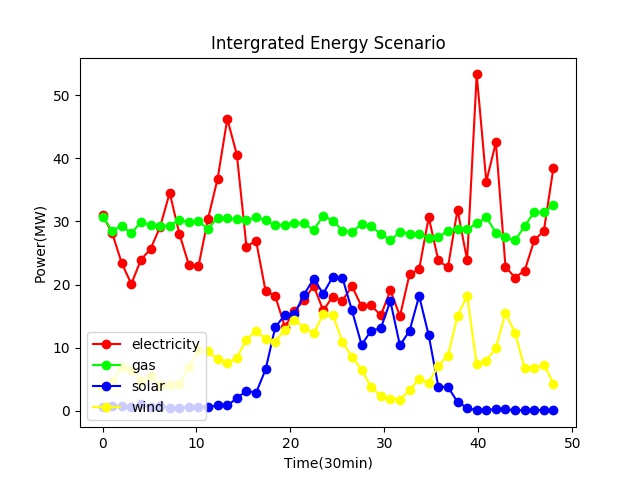 Intergrated Energy Scenario
Power(MW)
50
40
30
20
10
0
electricity
gas
solar
wind
0 10 20 30 40 50
Time(30min)